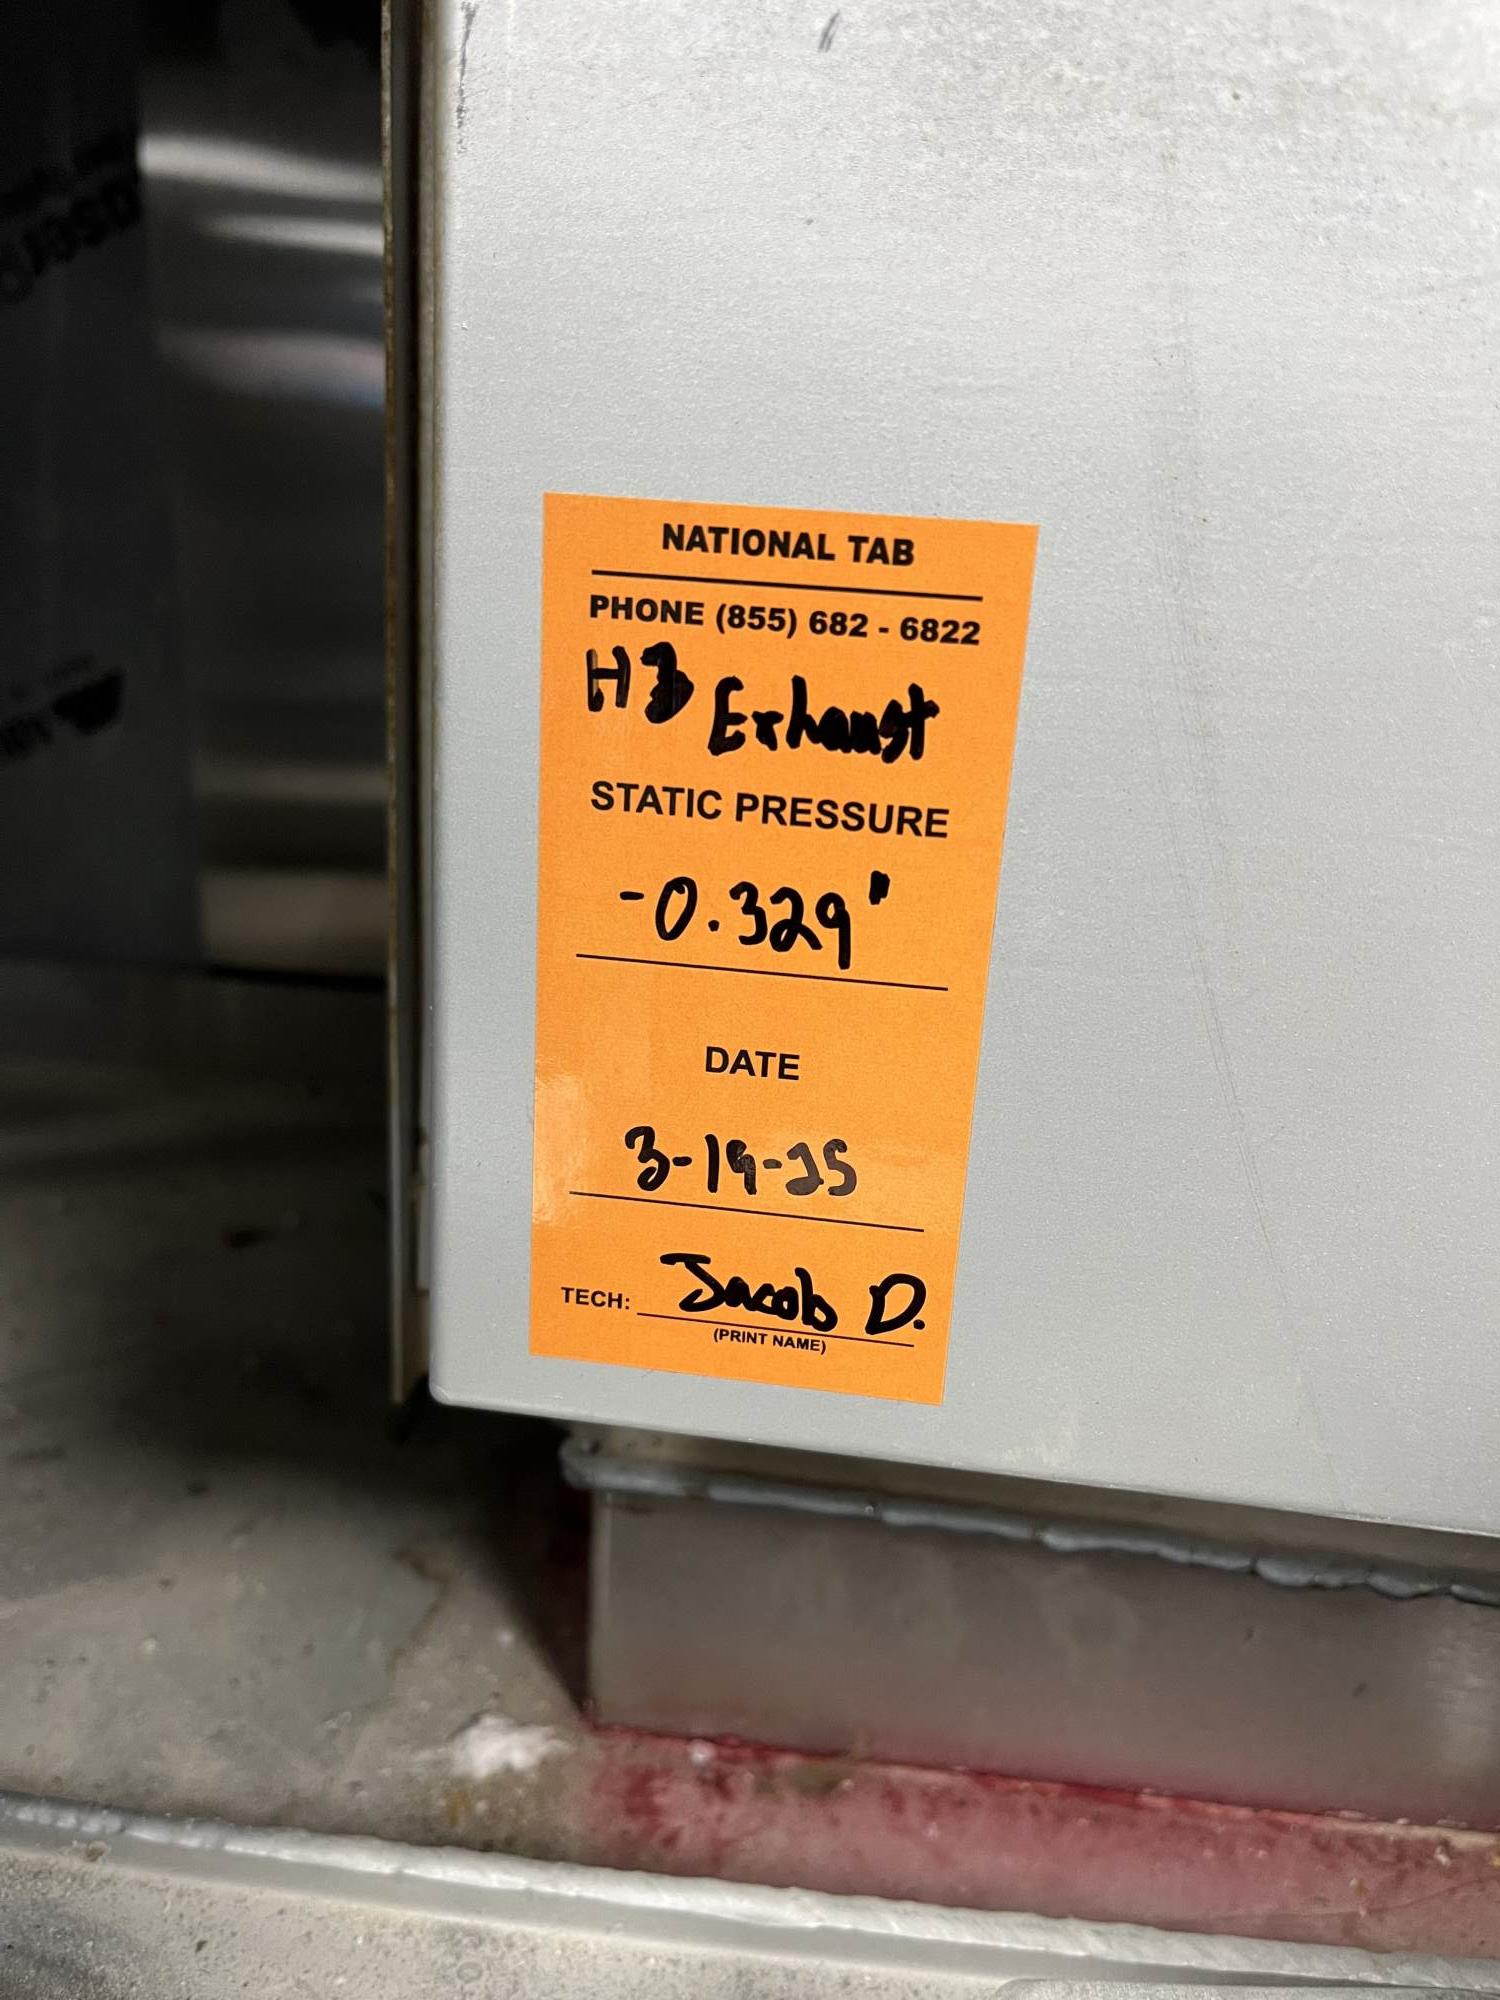 NATIONAL TAB
PHONE (855) 682 - 6822
H3 Exhaust
STATIC PRESSURE
-0.329"
DATE
3-19-25
TECH: Jacob D.
(PRINT NAME)